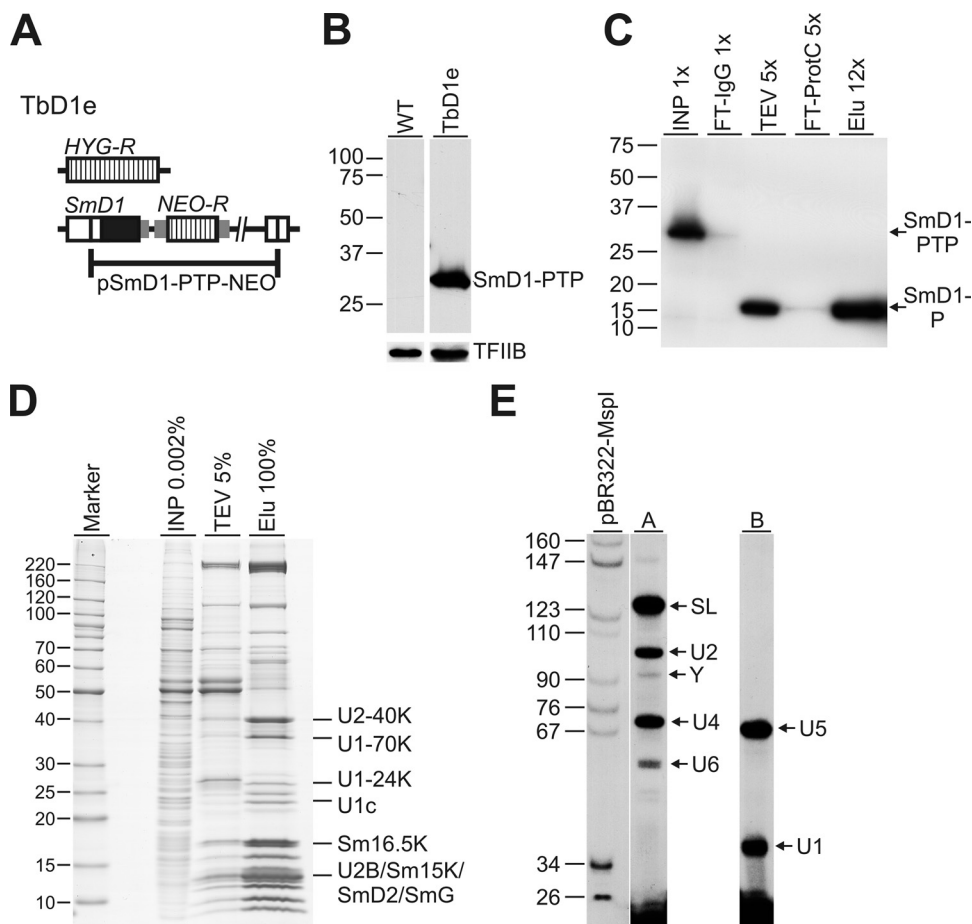 A
TbD1e
HYG-R
SmD1 NEO-R
//
pSmD1-PTP-NEO
B
WT
TbD1e
100
75
50
37
25
SmD1-PTP
TFIIB
C
INP 1x
FT-IgG 1x
TEV 5x
FT-ProtC 5x
Elu 12x
75
50
37
25
20
15
10
SmD1-
PTP
SmD1-
P
D
Marker
INP 0.002%
TEV 5%
Elu 100%
220
160
120
100
70
60
50
40
30
25
20
15
10
U2-40K
U1-70K
U1-24K
U1c
Sm16.5K
U2B/Sm15K/
SmD2/SmG
E
pBR322-MspI
A
B
160
147
123
110
90
76
67
34
26
SL
U2
Y
U4
U6
U5
U1